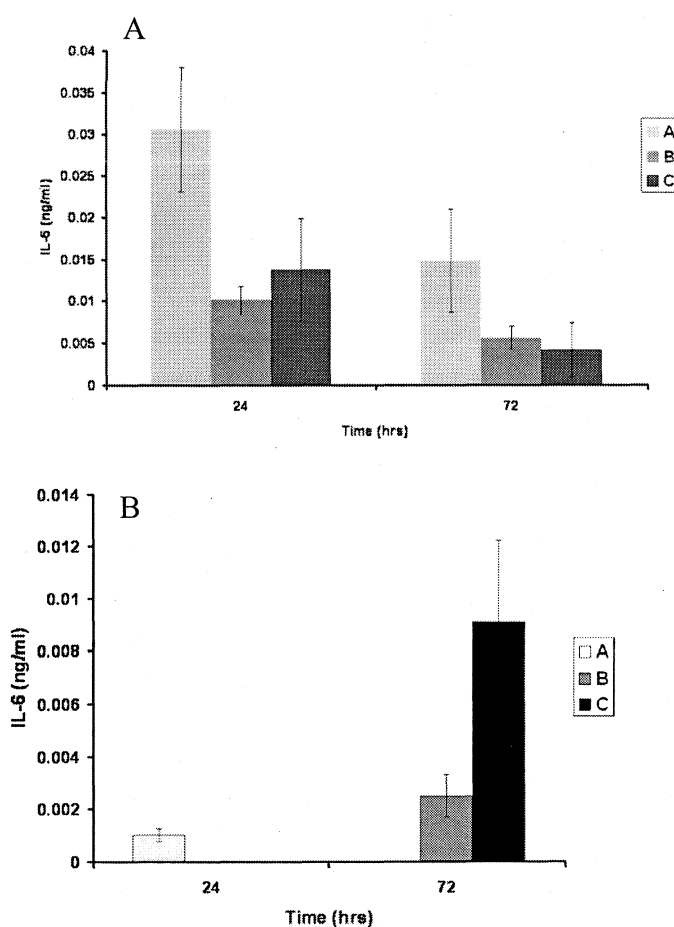 A
0.04
0.035
0.03
0.025
0.02
0.015
0.01
0.005
0
IL-6 (ng/ml)
24 72
Time (hrs)
A
B
C
B
0.014
0.012
0.01
0.008
0.006
0.004
0.002
0
IL-6 (ng/ml)
24 72
Time (hrs)
A
B
C